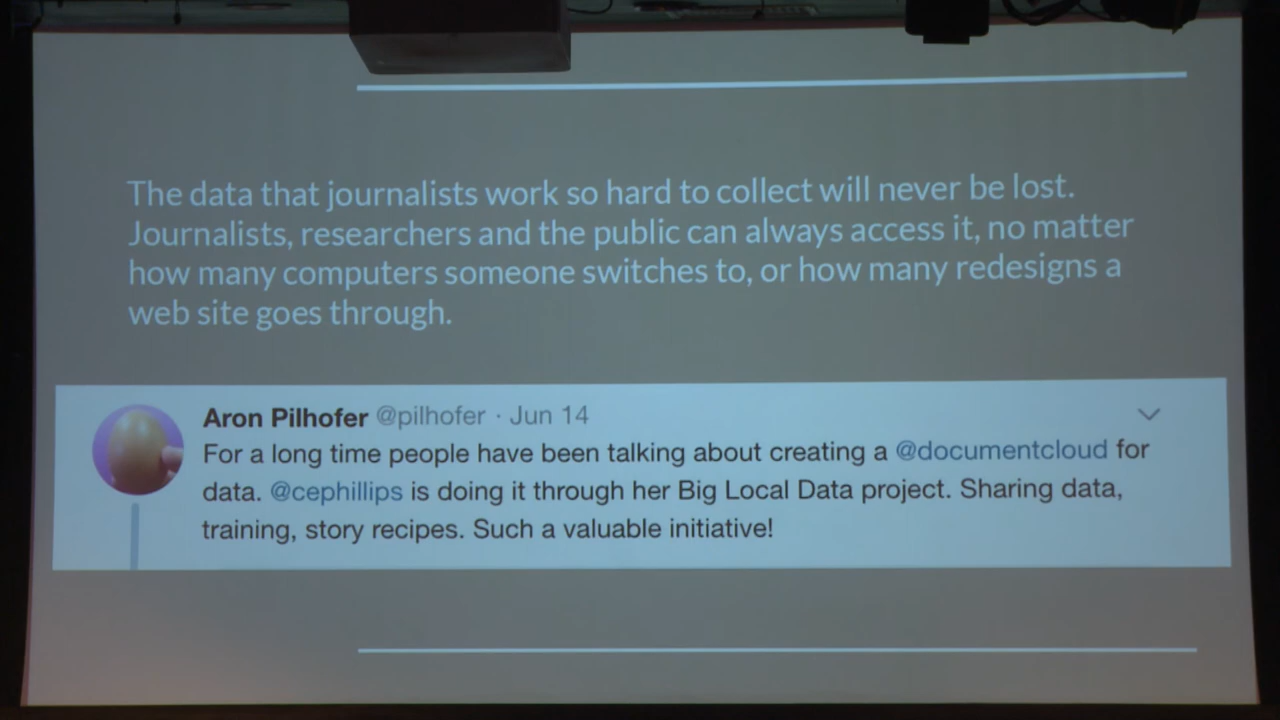 The data that journalists work so hard to collect will never be lost.
Journalists, researchers and the public can always access it, no matter
how many computers someone switches to, or how many redesigns a
web site goes through.
Aron Pilhofer @pilhofer · Jun 14
For a long time people have been talking about creating a @documentcloud for
data. @cephillips is doing it through her Big Local Data project. Sharing data,
training, story recipes. Such a valuable initiative!